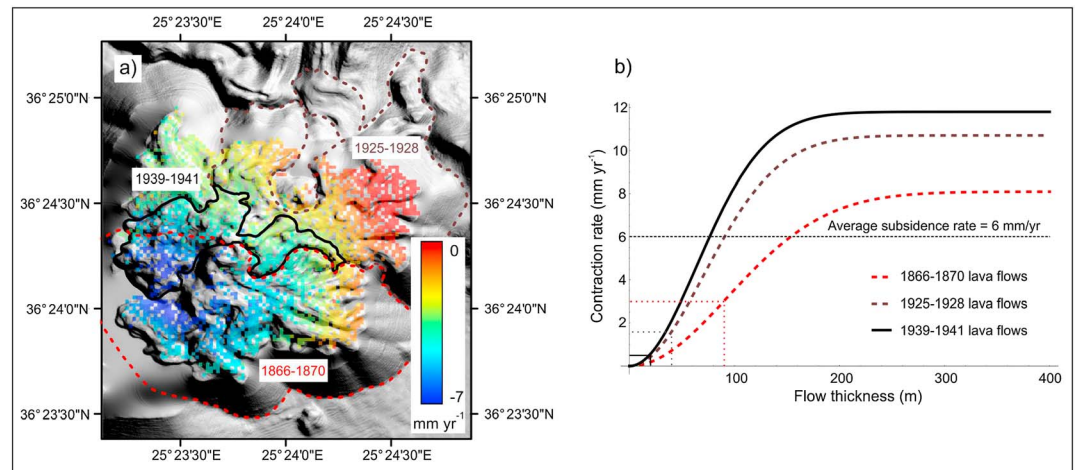 25°23'30"E 25°24'0"E 25°24'30"E
a)
36°25'0"N 36°25'0"N
1925-1928
1939-1941
36°24'30"N 36°24'30"N
0
36°24'0"N 36°24'0"N
1866-1870
-7
mm yr-1
36°23'30"N 36°23'30"N
25°23'30"E 25°24'0"E 25°24'30"E
b)
12
10
8
6
4
2
Contraction rate (mm yr-1)
Average subsidence rate = 6 mm/yr
1866-1870 lava flows
1925-1928 lava flows
1939-1941 lava flows
100 200 300 400
Flow thickness (m)